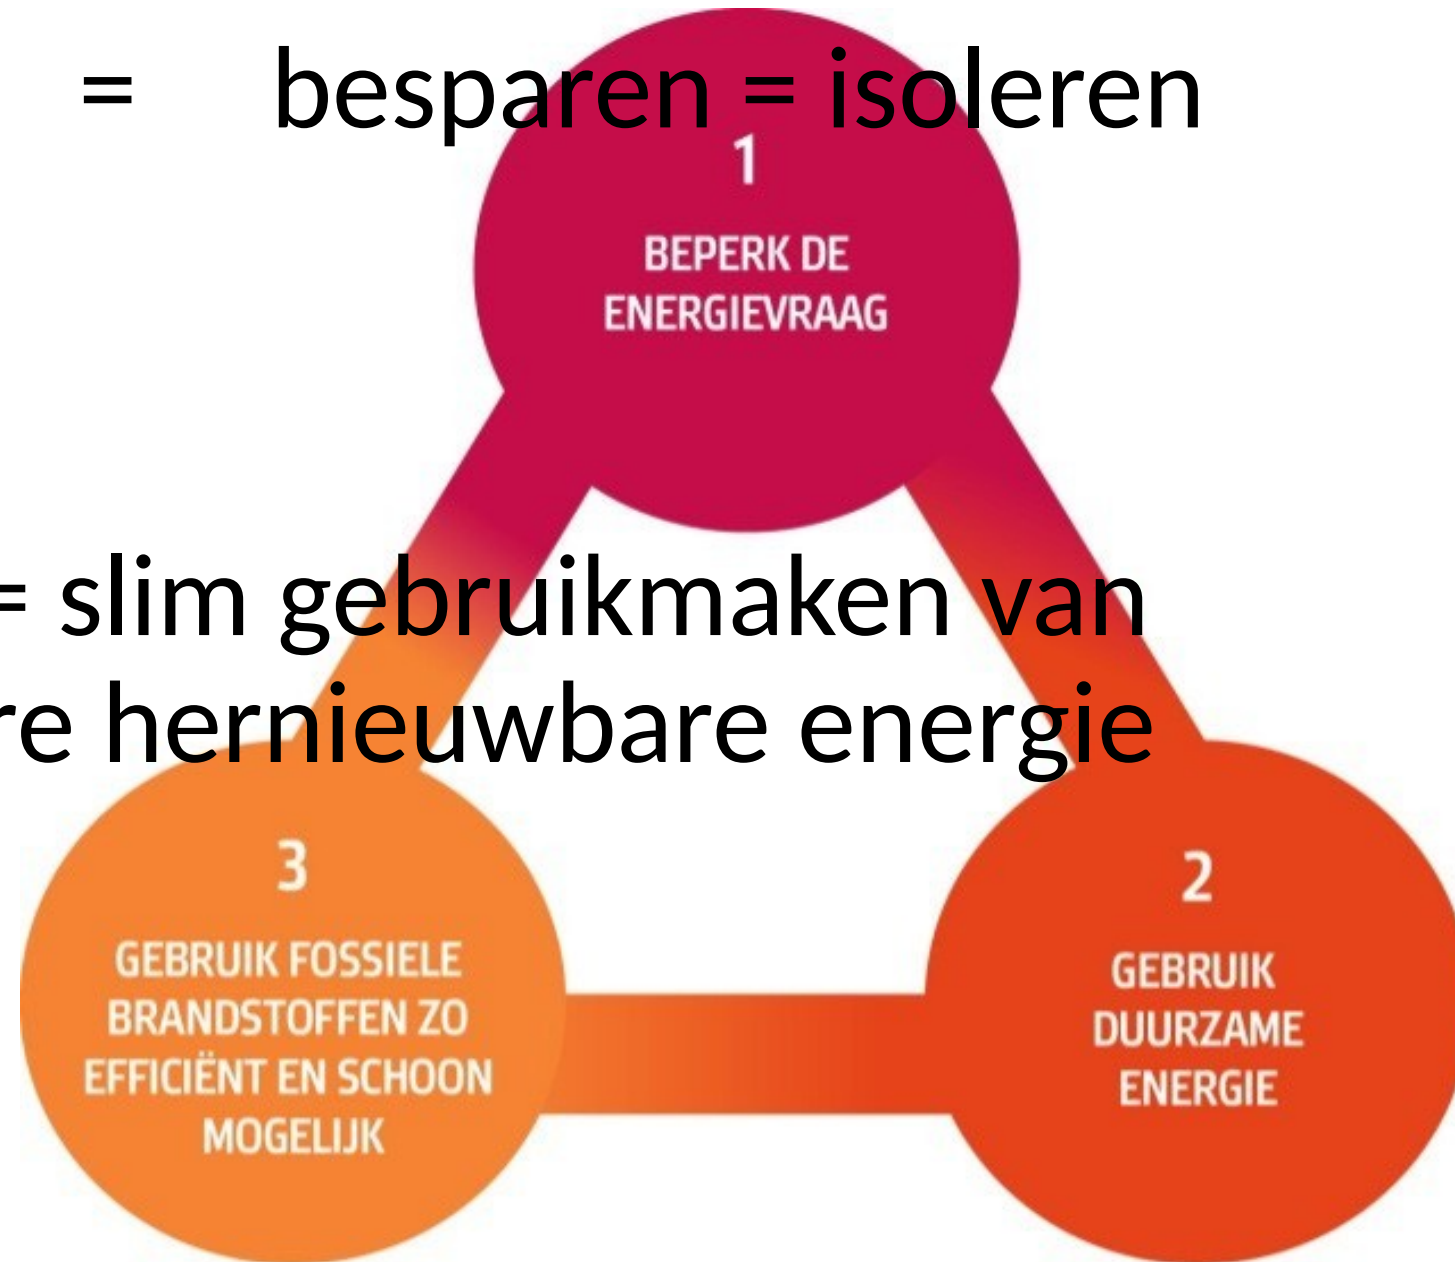 = besparen = isoleren
1
BEPERK DE
ENERGIEVRAAG
= slim gebruikmaken van
re hernieuwbare energie
3
GEBRUIK FOSSIELE
BRANDSTOFFEN ZO
EFFICIËNT EN SCHOON
MOGELIJK
2
GEBRUIK
DUURZAME
ENERGIE